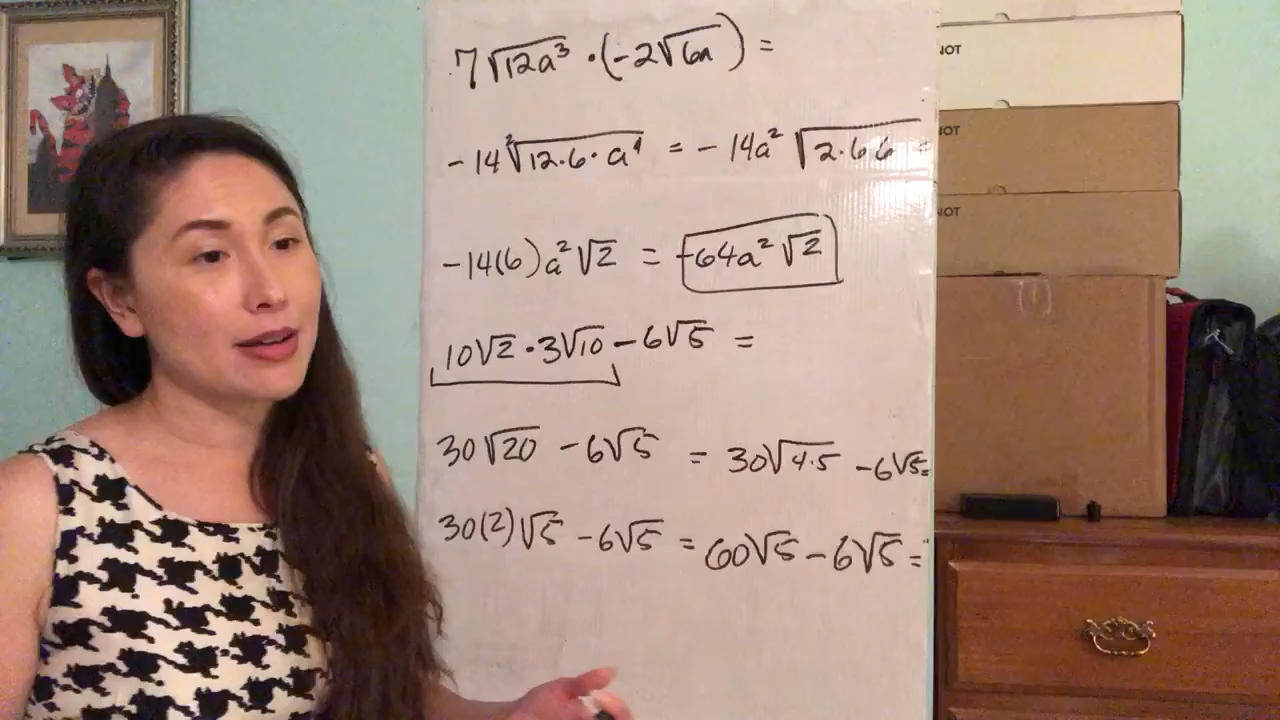 7√12a³ · (-2√6a) =
-14 ²√12·6·a⁴ = -14a² √2·6 6 =
-14(6)a²√2 = -64a²√2
10√2 · 3√10 - 6√5 =
30√20 - 6√5 = 30√4·5 - 6√5 =
30(2)√5 - 6√5 = 60√5 - 6√5 =
NOT
NOT
NOT